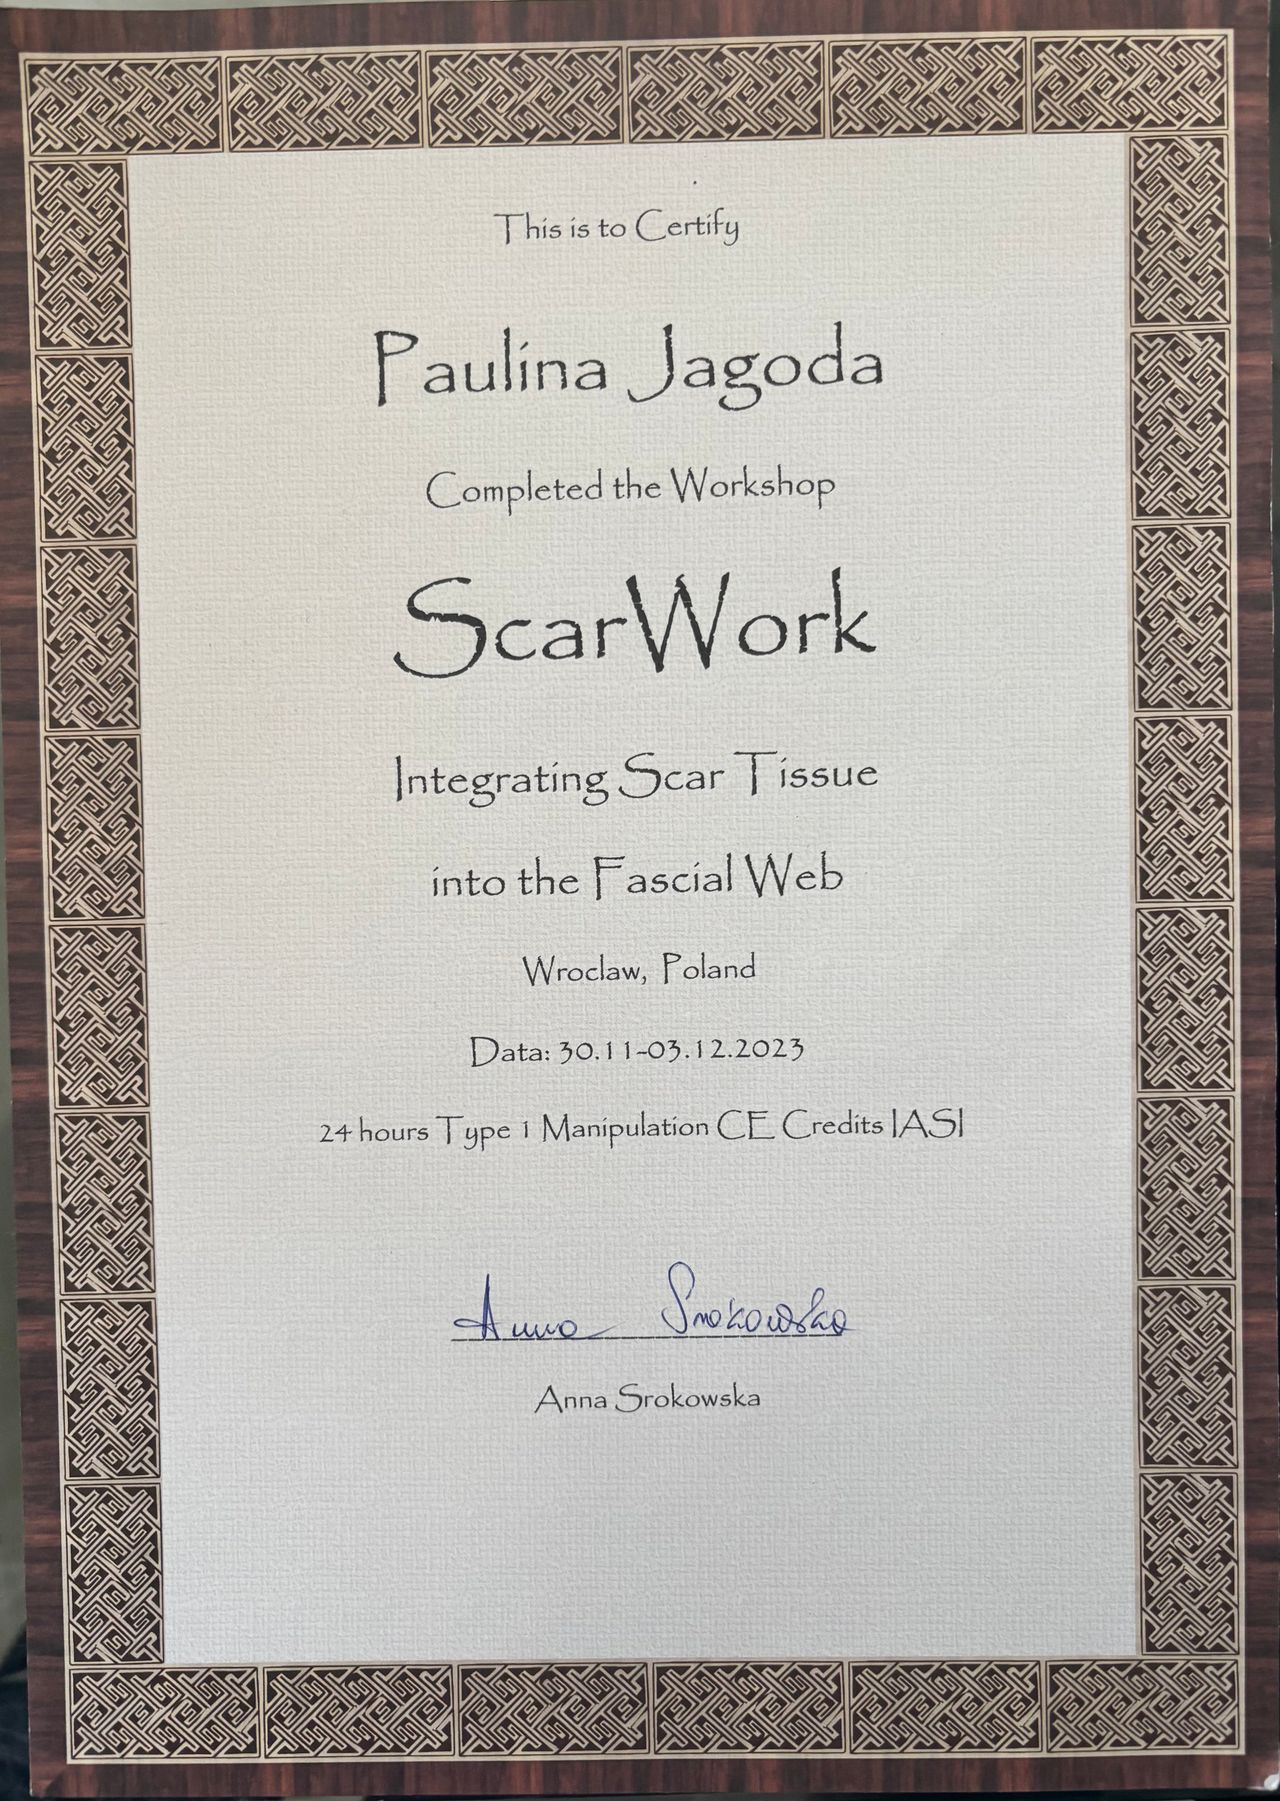 This is to Certify
Paulina Jagoda
Completed the Workshop
ScarWork
Integrating Scar Tissue
into the Fascial Web
Wroclaw, Poland
Data: 30.11-03.12.2023
24 hours Type 1 Manipulation CE Credits IASI
Anna Srokowska
Anna Srokowska